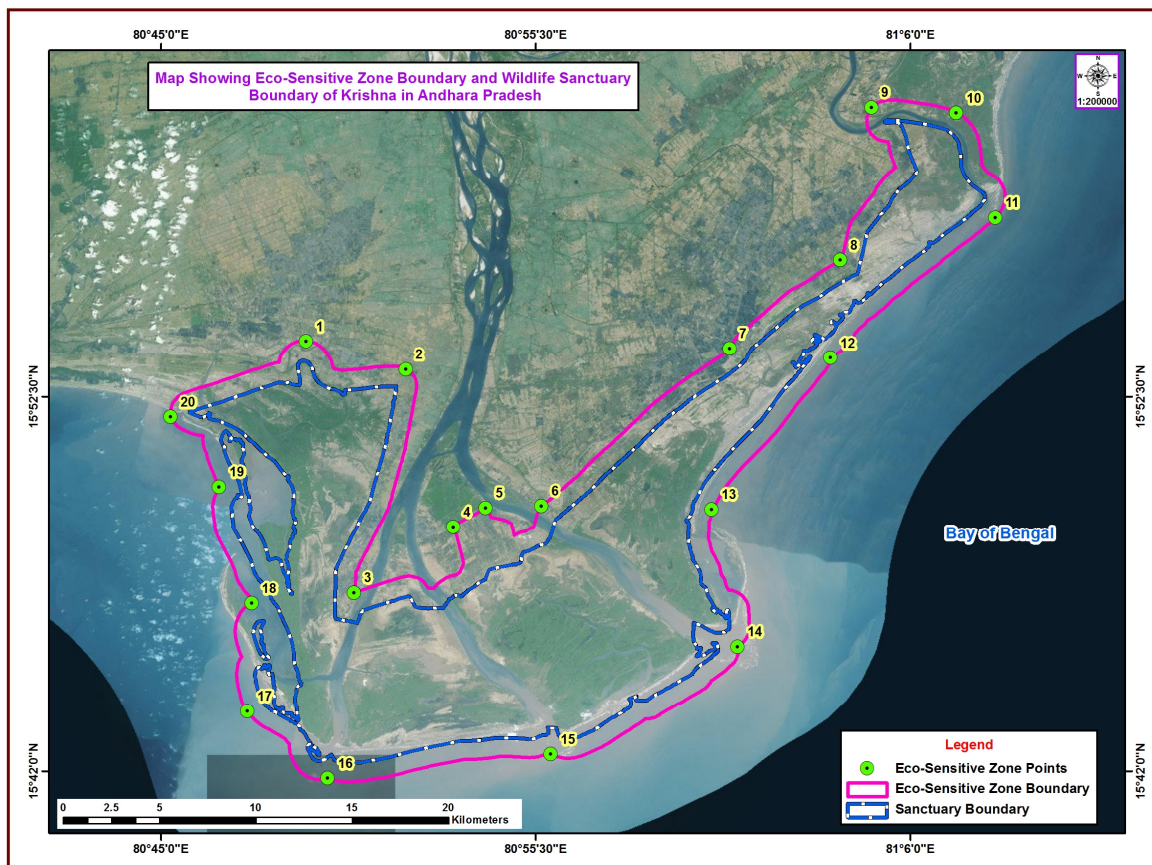 80°45'0"E 80°55'30"E 81°6'0"E
Map Showing Eco-Sensitive Zone Boundary and Wildlife Sanctuary
Boundary of Krishna in Andhara Pradesh
N
W E
S
1:200000
9
10
11
8
7
1
2
12
15°52'30"N 15°52'30"N
20
19
6
5
4
13
Bay of Bengal
3
18
14
17
15
16
15°42'0"N 15°42'0"N
Legend
Eco-Sensitive Zone Points
Eco-Sensitive Zone Boundary
Sanctuary Boundary
0 2.5 5 10 15 20
Kilometers
80°45'0"E 80°55'30"E 81°6'0"E